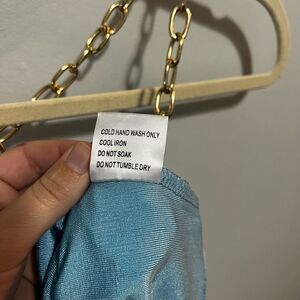 COLD HAND WASH ONLY
COOL IRON
DO NOT SOAK
DO NOT TUMBLE DRY